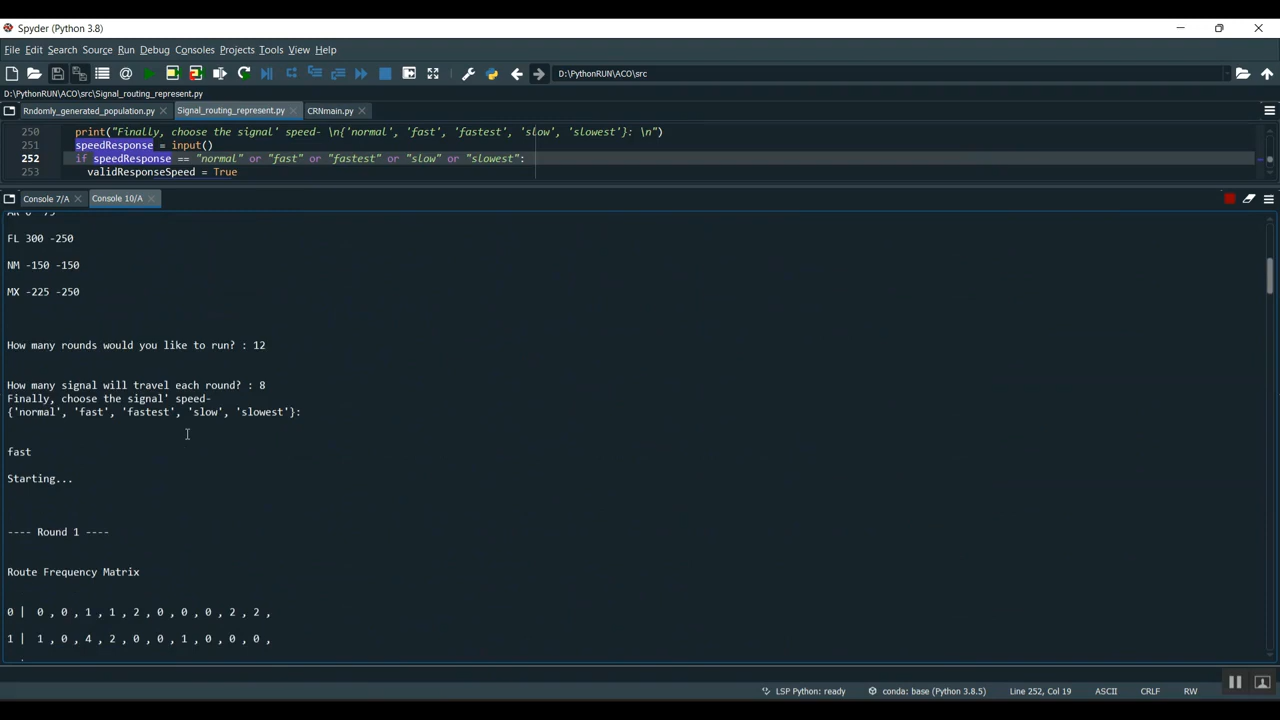 Spyder (Python 3.8)
File Edit Search Source Run Debug Consoles Projects Tools View Help
D:\PythonRUN\ACO\src
D:\PythonRUN\ACO\src\Signal_routing_represent.py
Rndomly_generated_population.py Signal_routing_represent.py CRNmain.py
250 print("Finally, choose the signal' speed- \n{'normal', 'fast', 'fastest', 'slow', 'slowest'}: \n")
251 speedResponse = input()
252 if speedResponse == "normal" or "fast" or "fastest" or "slow" or "slowest":
253 validResponseSpeed = True
Console 7/A Console 10/A
FL 300 -250
NM -150 -150
MX -225 -250
How many rounds would you like to run? : 12
How many signal will travel each round? : 8
Finally, choose the signal' speed-
{'normal', 'fast', 'fastest', 'slow', 'slowest'}:
fast
Starting...
---- Round 1 ----
Route Frequency Matrix
0 | 0 , 0 , 1 , 1 , 2 , 0 , 0 , 0 , 2 , 2 ,
1 | 1 , 0 , 4 , 2 , 0 , 0 , 1 , 0 , 0 , 0 ,
LSP Python: ready conda: base (Python 3.8.5) Line 252, Col 19 ASCII CRLF RW